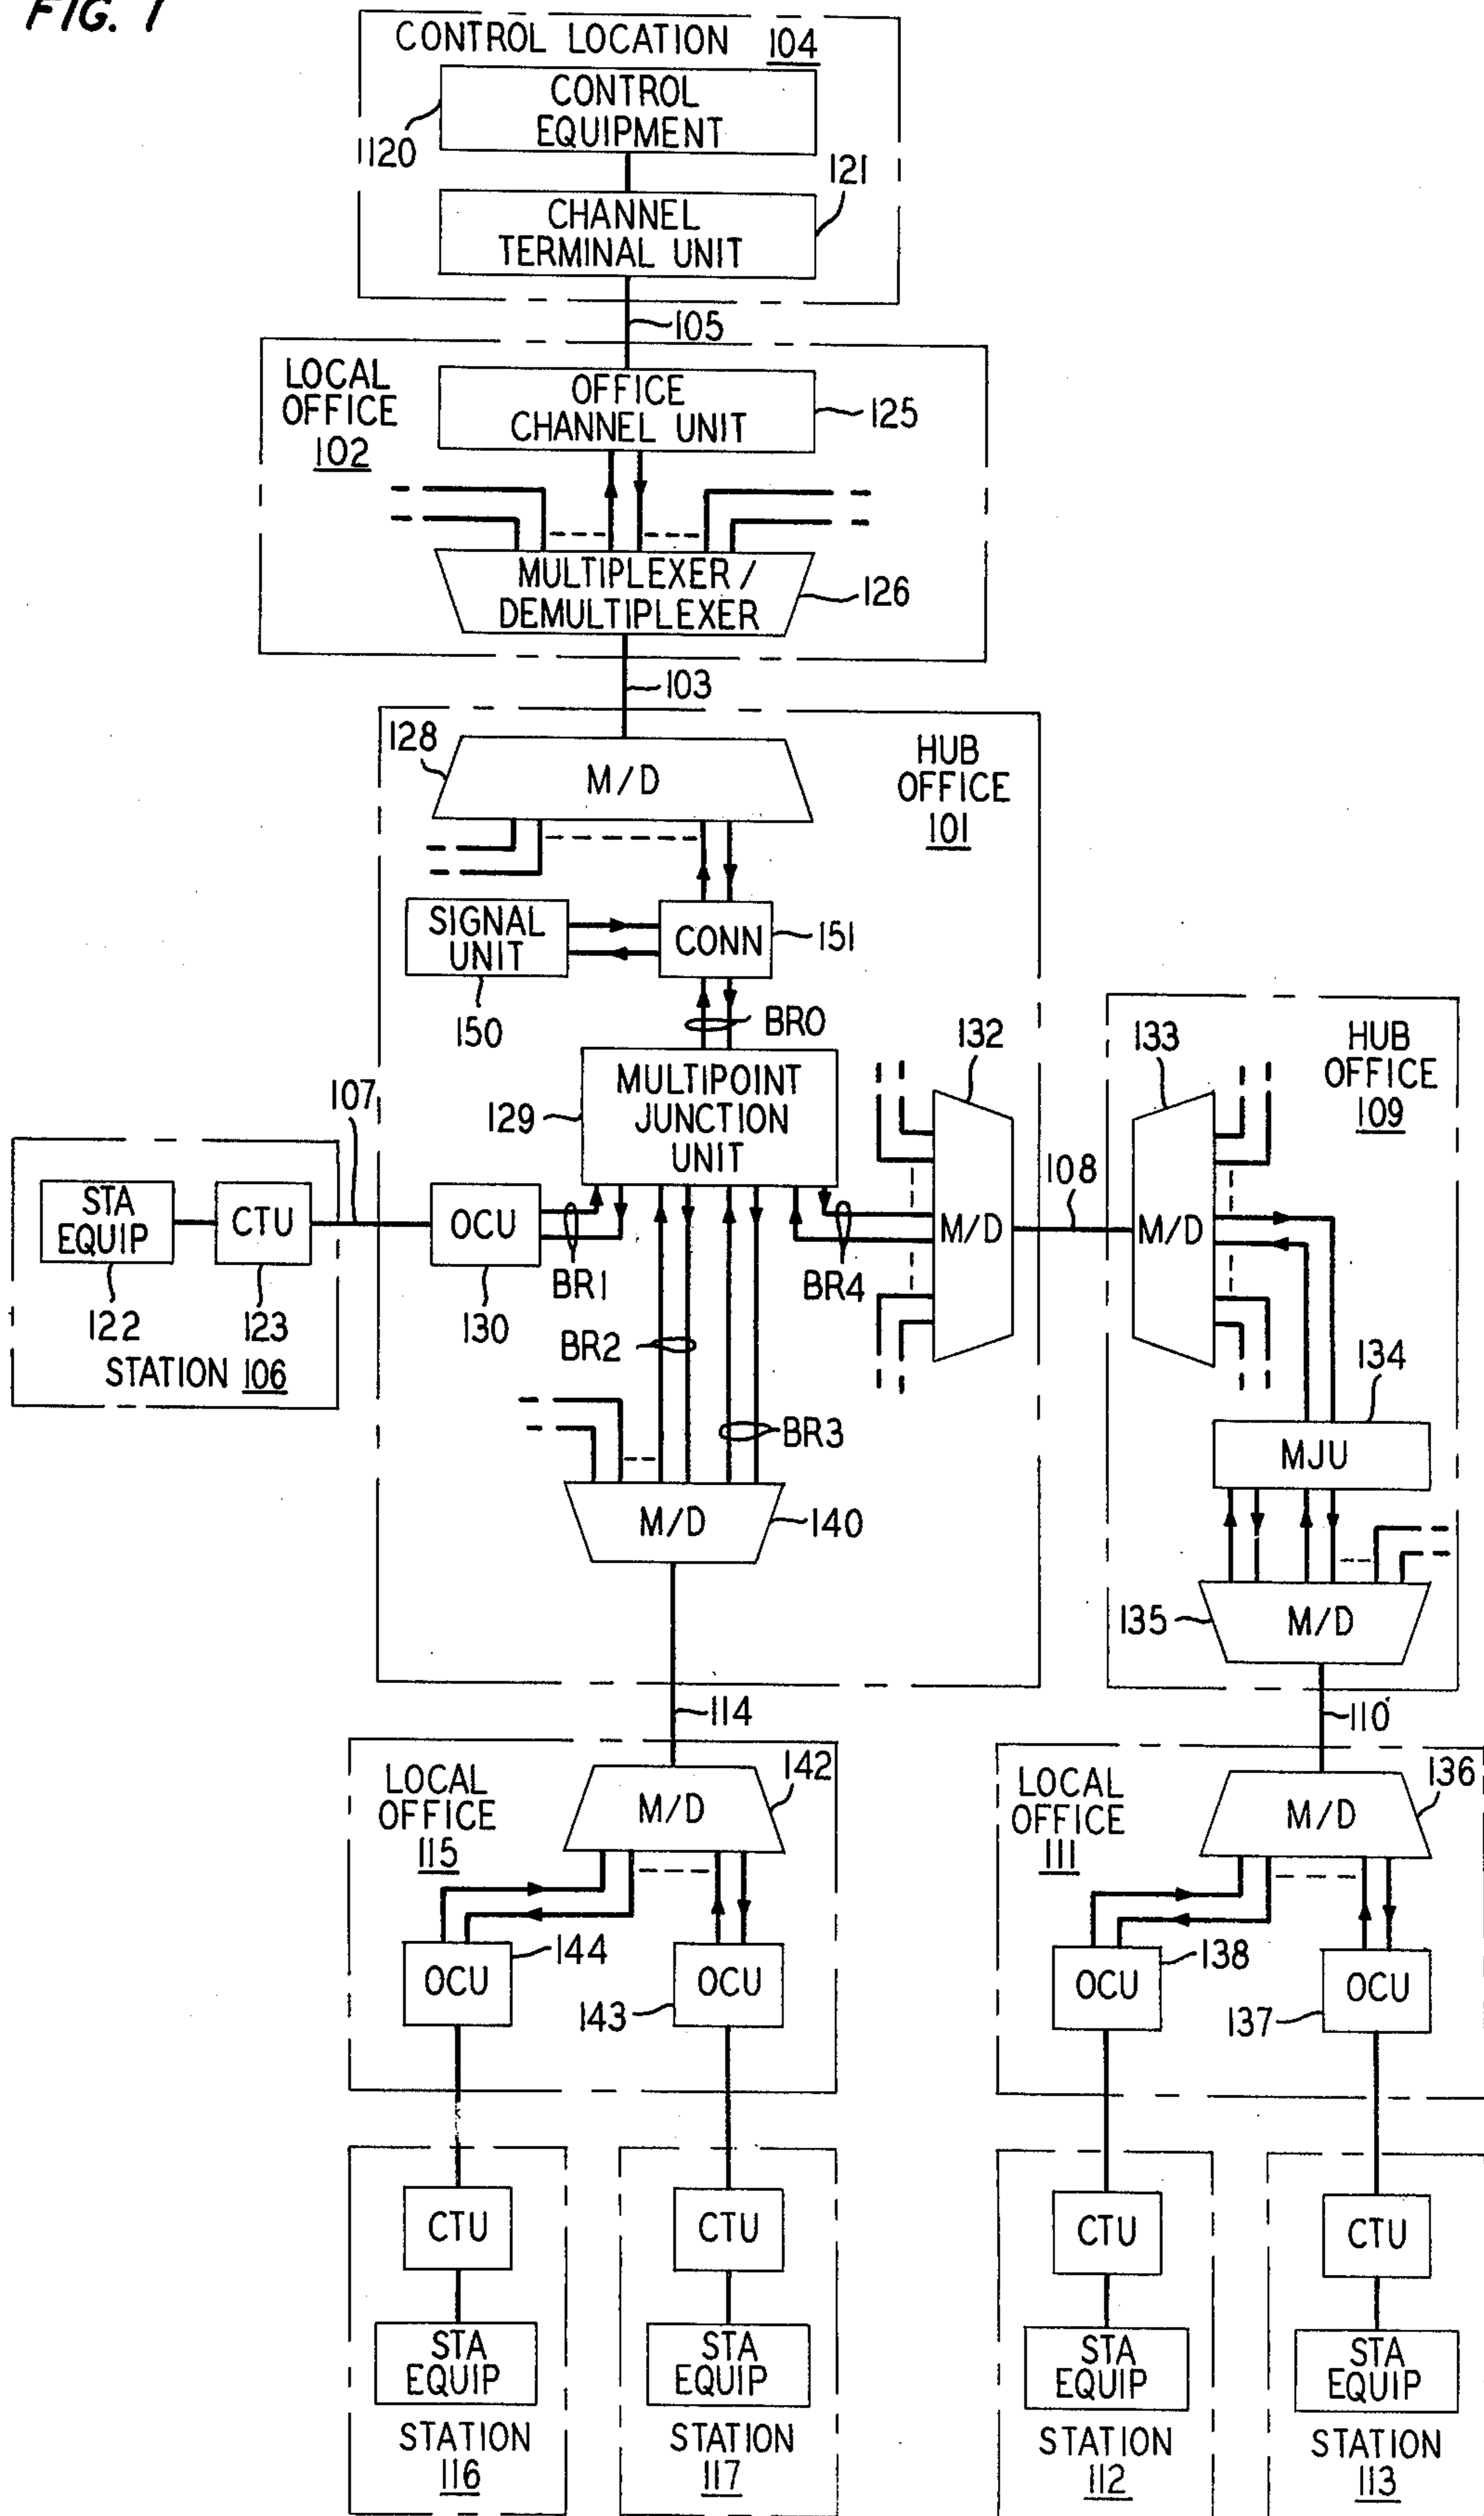 FIG. 1
CONTROL LOCATION 104
CONTROL
EQUIPMENT
1120
121
CHANNEL
TERMINAL UNIT
105
LOCAL
OFFICE
102
OFFICE
CHANNEL UNIT
125
MULTIPLEXER /
DEMULTIPLEXER
126
103
128
M/D
HUB
OFFICE
101
SIGNAL
UNIT
150
CONN
151
BR0
132
133
HUB
OFFICE
109
MULTIPOINT
JUNCTION
UNIT
129
107
108
STA
EQUIP
CTU
OCU
M/D
M/D
BR1
BR4
122
123
130
STATION 106
BR2
134
BR3
MJU
M/D
140
135
M/D
114
110
LOCAL
OFFICE
115
M/D
142
LOCAL
OFFICE
111
M/D
136
144
OCU
OCU
143
138
OCU
OCU
137
CTU
CTU
CTU
CTU
STA
EQUIP
STA
EQUIP
STA
EQUIP
STA
EQUIP
STATION
116
STATION
117
STATION
112
STATION
113